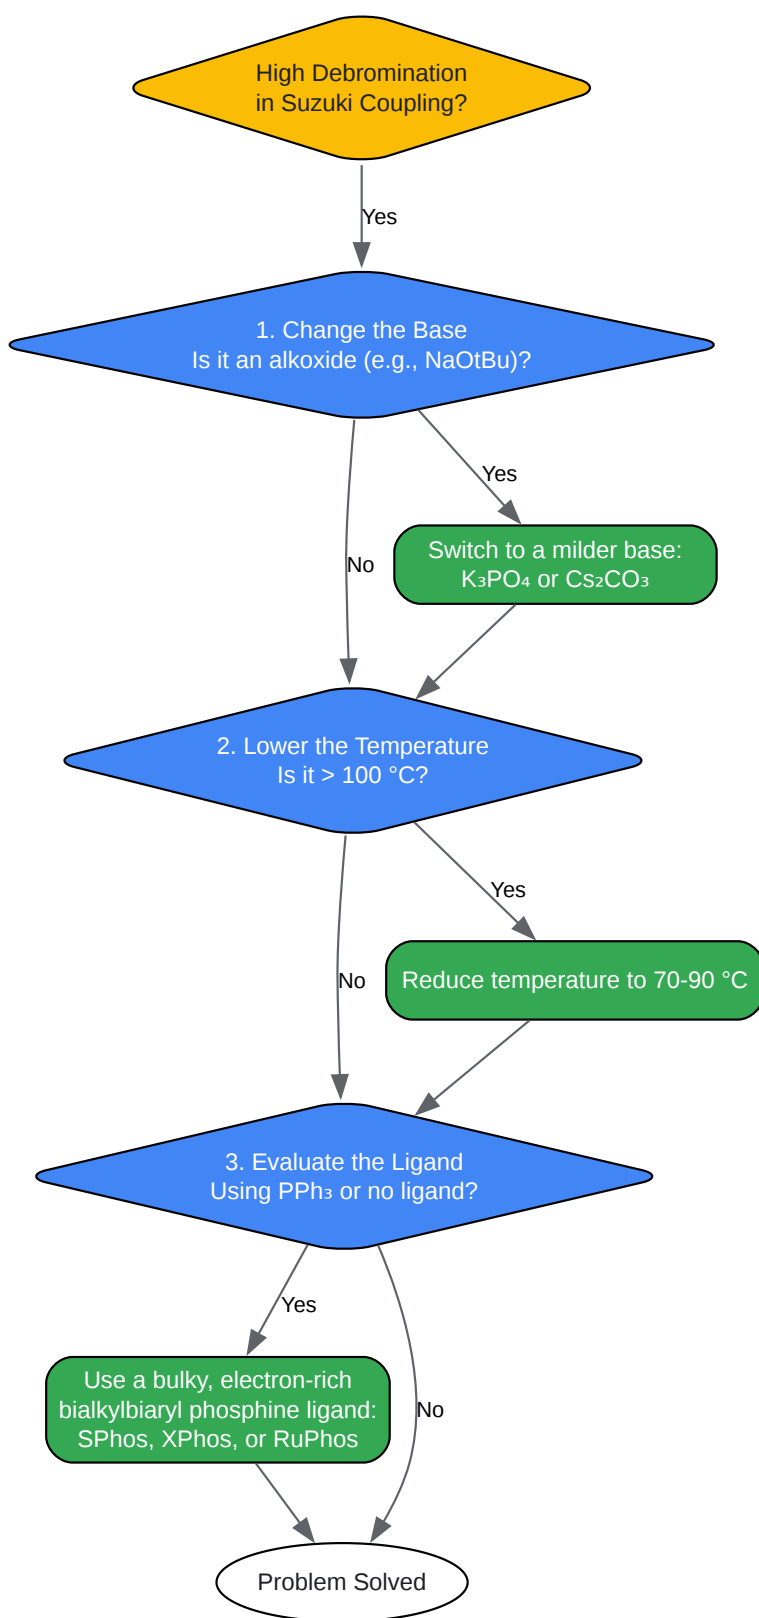 High Debromination
in Suzuki Coupling?
Yes
1. Change the Base
Is it an alkoxide (e.g., NaOtBu)?
Yes
Switch to a milder base:
K₃PO₄ or Cs₂CO₃
No
2. Lower the Temperature
Is it > 100 °C?
Yes
Reduce temperature to 70-90 °C
No
3. Evaluate the Ligand
Using PPh₃ or no ligand?
Yes
Use a bulky, electron-rich
bialkylbiaryl phosphine ligand:
SPhos, XPhos, or RuPhos
No
Problem Solved